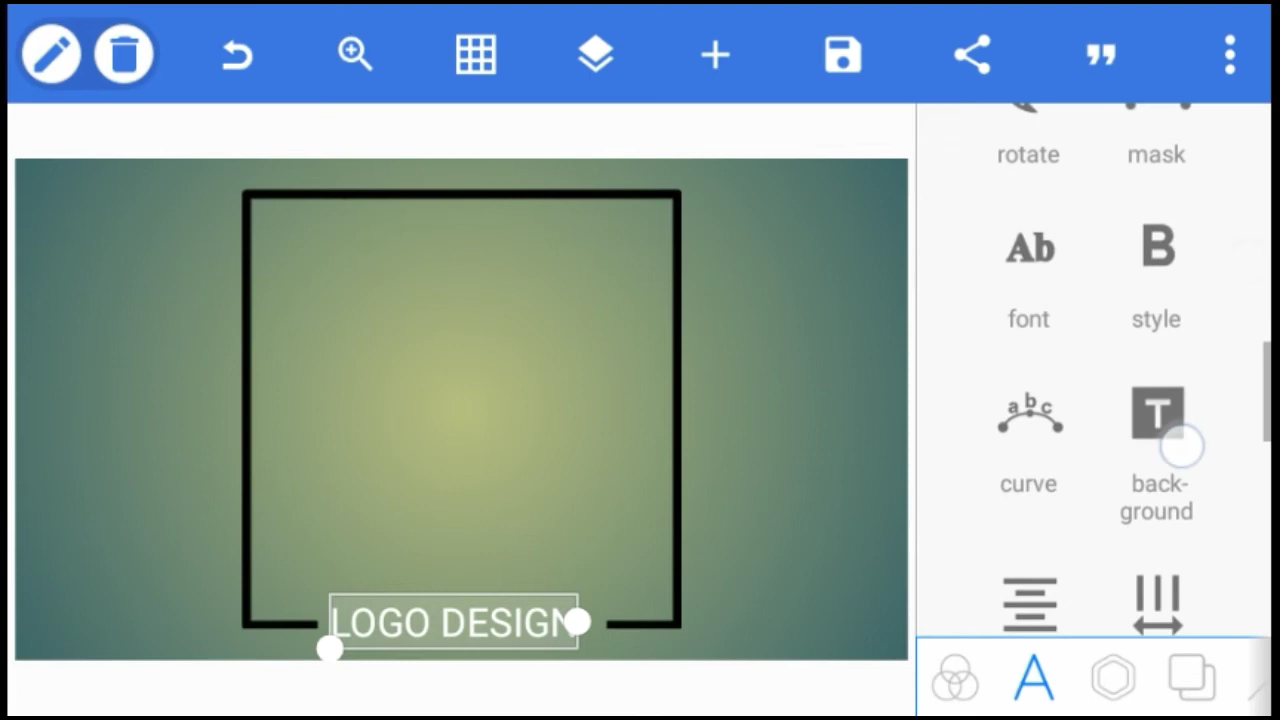 rotate
mask
Ab
B
font
style
abc
T
curve
back-
ground
LOGO DESIGN
A